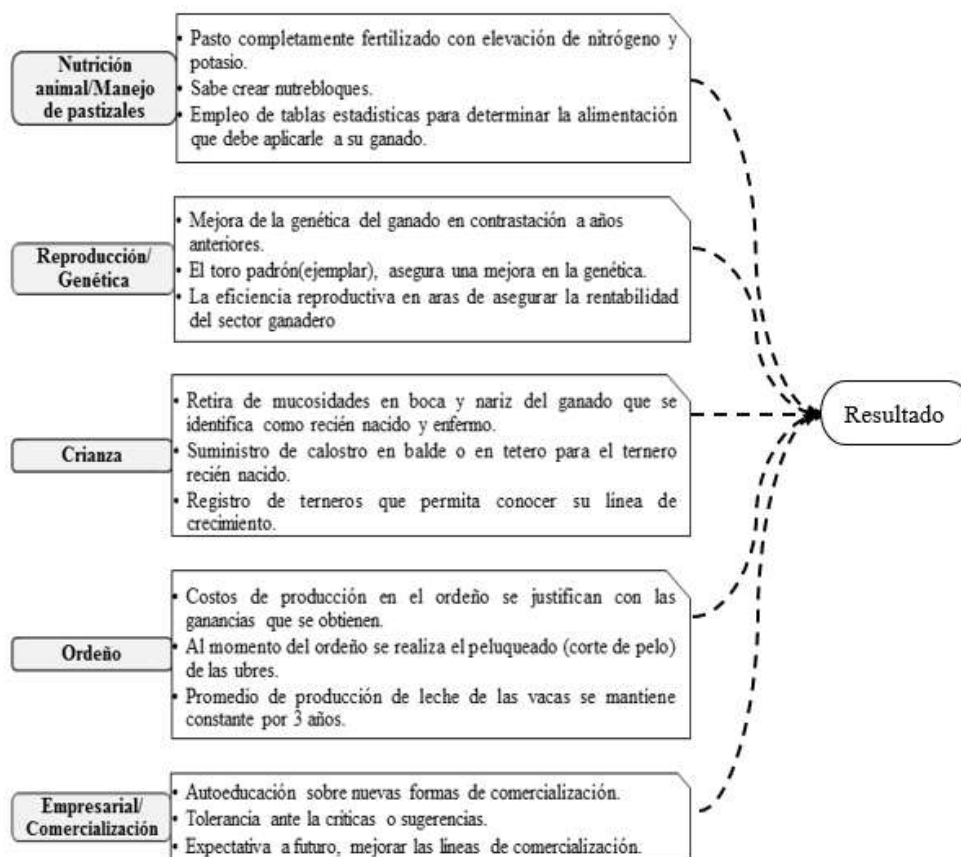 Nutrición
animal/Manejo
de pastizales
• Pasto completamente fertilizado con elevación de nitrógeno y
potasio.
• Sabe crear nutrebloques.
• Empleo de tablas estadísticas para determinar la alimentación
que debe aplicarle a su ganado.
Reproducción/
Genética
• Mejora de la genética del ganado en contrastación a años
anteriores.
• El toro padrón(ejemplar), asegura una mejora en la genética.
• La eficiencia reproductiva en aras de asegurar la rentabilidad
del sector ganadero
Crianza
• Retira de mucosidades en boca y nariz del ganado que se
identifica como recién nacido y enfermo.
• Suministro de calostro en balde o en tetero para el ternero
recién nacido.
• Registro de terneros que permita conocer su línea de
crecimiento.
Ordeño
• Costos de producción en el ordeño se justifican con las
ganancias que se obtienen.
• Al momento del ordeño se realiza el peluqueado (corte de pelo)
de las ubres.
• Promedio de producción de leche de las vacas se mantiene
constante por 3 años.
Empresarial/
Comercialización
• Autoeducación sobre nuevas formas de comercialización.
• Tolerancia ante la críticas o sugerencias.
• Expectativa a futuro, mejorar las líneas de comercialización.
Resultado